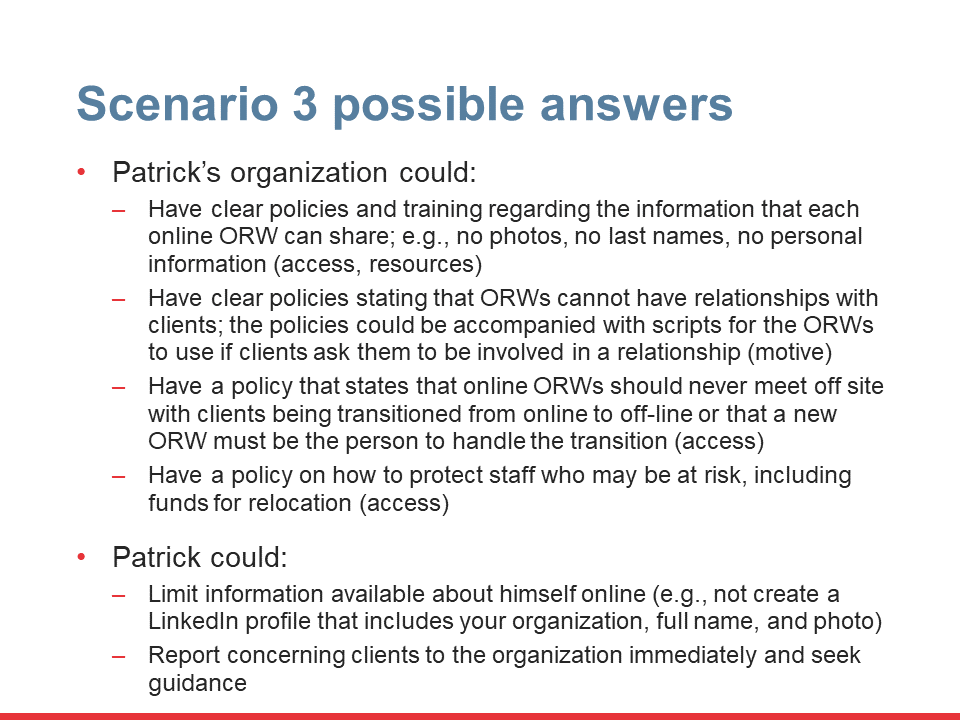 Scenario 3 possible answers
• Patrick’s organization could:
– Have clear policies and training regarding the information that each
online ORW can share; e.g., no photos, no last names, no personal
information (access, resources)
– Have clear policies stating that ORWs cannot have relationships with
clients; the policies could be accompanied with scripts for the ORWs
to use if clients ask them to be involved in a relationship (motive)
– Have a policy that states that online ORWs should never meet off site
with clients being transitioned from online to off-line or that a new
ORW must be the person to handle the transition (access)
– Have a policy on how to protect staff who may be at risk, including
funds for relocation (access)
• Patrick could:
– Limit information available about himself online (e.g., not create a
LinkedIn profile that includes your organization, full name, and photo)
– Report concerning clients to the organization immediately and seek
guidance